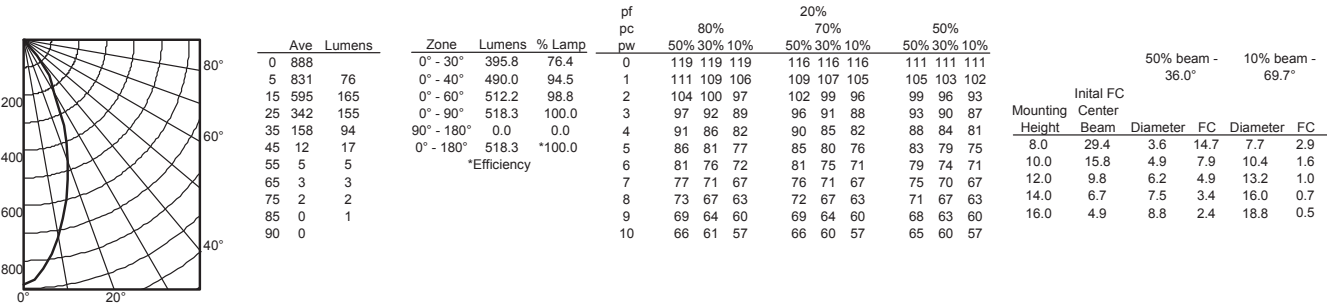 80°
200
60°
400
600
40°
800
0° 20°
Ave Lumens
0 888
5 831 76
15 595 165
25 342 155
35 158 94
45 12 17
55 5 5
65 3 3
75 2 2
85 0 1
90 0
Zone Lumens % Lamp
0° - 30° 395.8 76.4
0° - 40° 490.0 94.5
0° - 60° 512.2 98.8
0° - 90° 518.3 100.0
90° - 180° 0.0 0.0
0° - 180° 518.3 *100.0
*Efficiency
pf 20%
pc 80% 70% 50%
pw 50% 30% 10% 50% 30% 10% 50% 30% 10%
0 119 119 119 116 116 116 111 111 111
1 111 109 106 109 107 105 105 103 102
2 104 100 97 102 99 96 99 96 93
3 97 92 89 96 91 88 93 90 87
4 91 86 82 90 85 82 88 84 81
5 86 81 77 85 80 76 83 79 75
6 81 76 72 81 75 71 79 74 71
7 77 71 67 76 71 67 75 70 67
8 73 67 63 72 67 63 71 67 63
9 69 64 60 69 64 60 68 63 60
10 66 61 57 66 60 57 65 60 57
50% beam - 10% beam -
36.0° 69.7°
Inital FC
Mounting Center
Height Beam Diameter FC Diameter FC
8.0 29.4 3.6 14.7 7.7 2.9
10.0 15.8 4.9 7.9 10.4 1.6
12.0 9.8 6.2 4.9 13.2 1.0
14.0 6.7 7.5 3.4 16.0 0.7
16.0 4.9 8.8 2.4 18.8 0.5